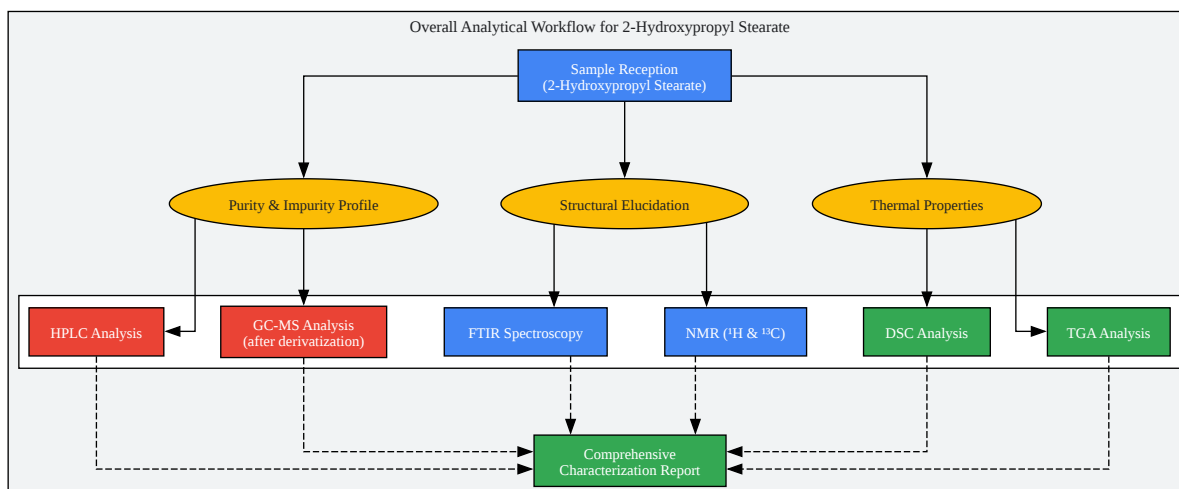 Overall Analytical Workflow for 2-Hydroxypropyl Stearate
Sample Reception
(2-Hydroxypropyl Stearate)
Purity & Impurity Profile
Structural Elucidation
Thermal Properties
HPLC Analysis
GC-MS Analysis
(after derivatization)
FTIR Spectroscopy
NMR (¹H & ¹³C)
DSC Analysis
TGA Analysis
Comprehensive
Characterization Report